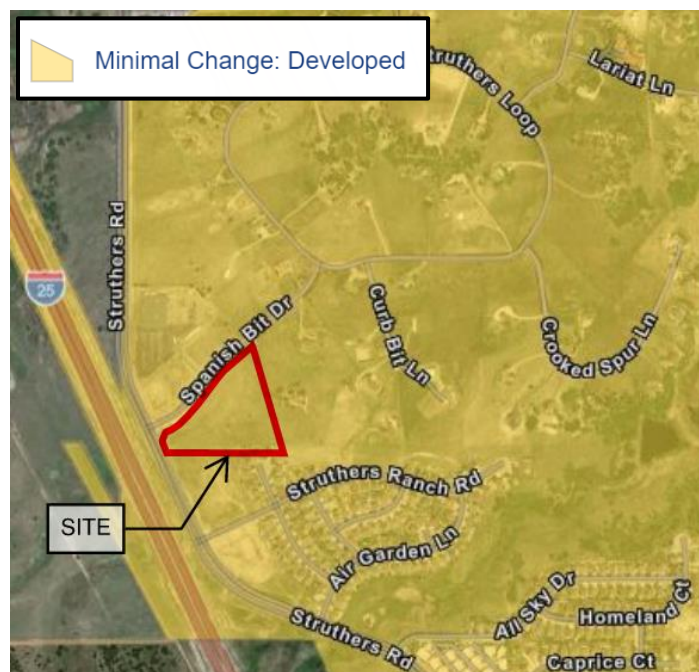 Minimal Change: Developed
Struthers Loop
Lariat Ln
Struthers Rd
25
Spanish Bit Dr
Curb Bit Ln
Crooked Spur Ln
SITE
Struthers Ranch Rd
Air Garden Ln
Struthers Rd
All Sky Dr
Homeland Ct
Caprice Ct